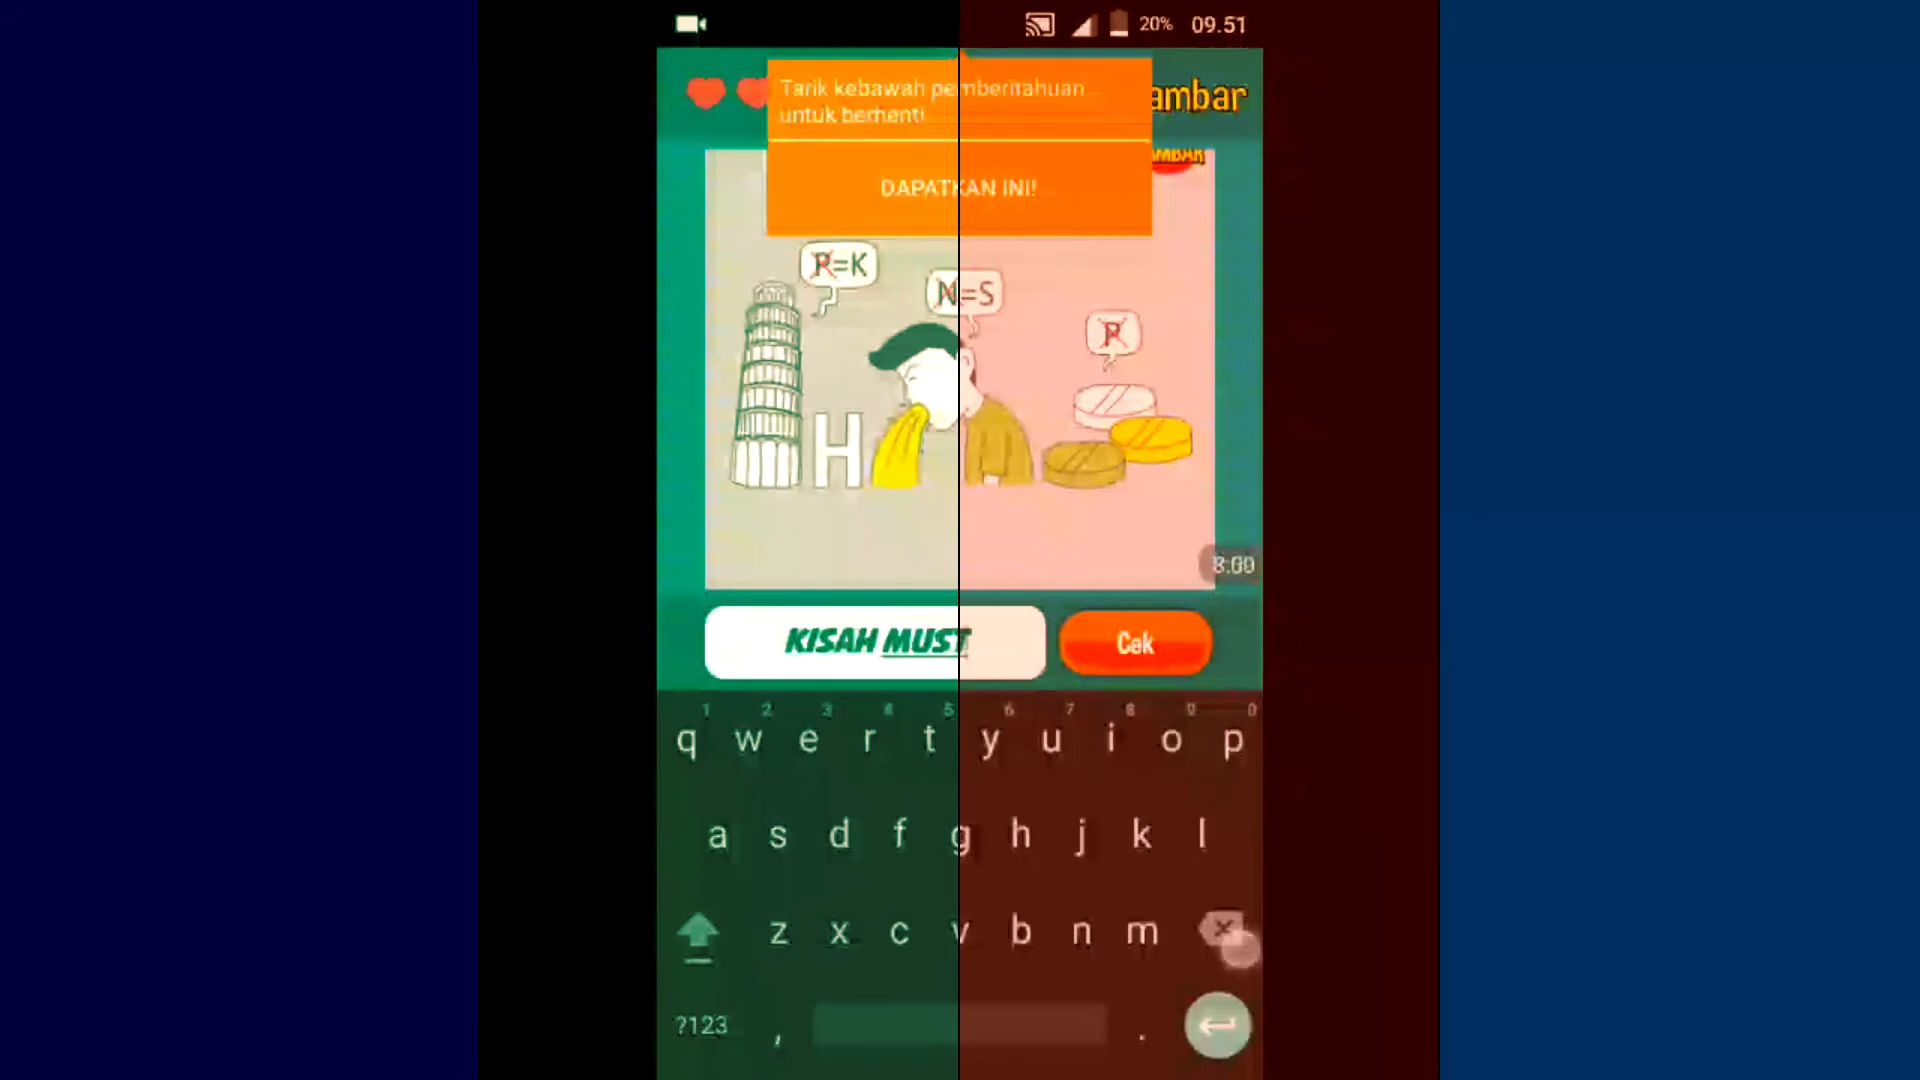 20% 09.51
Tarik kebawah pemberitahuan
untuk berhenti
DAPATKAN INI!
ambar
AMBAR
P=K
N=S
P
H
8:00
KISAH MUST
Cek
1 2 3 4 5 6 7 8 9 0
q w e r t y u i o p
a s d f g h j k l
z x c v b n m
?123 , .